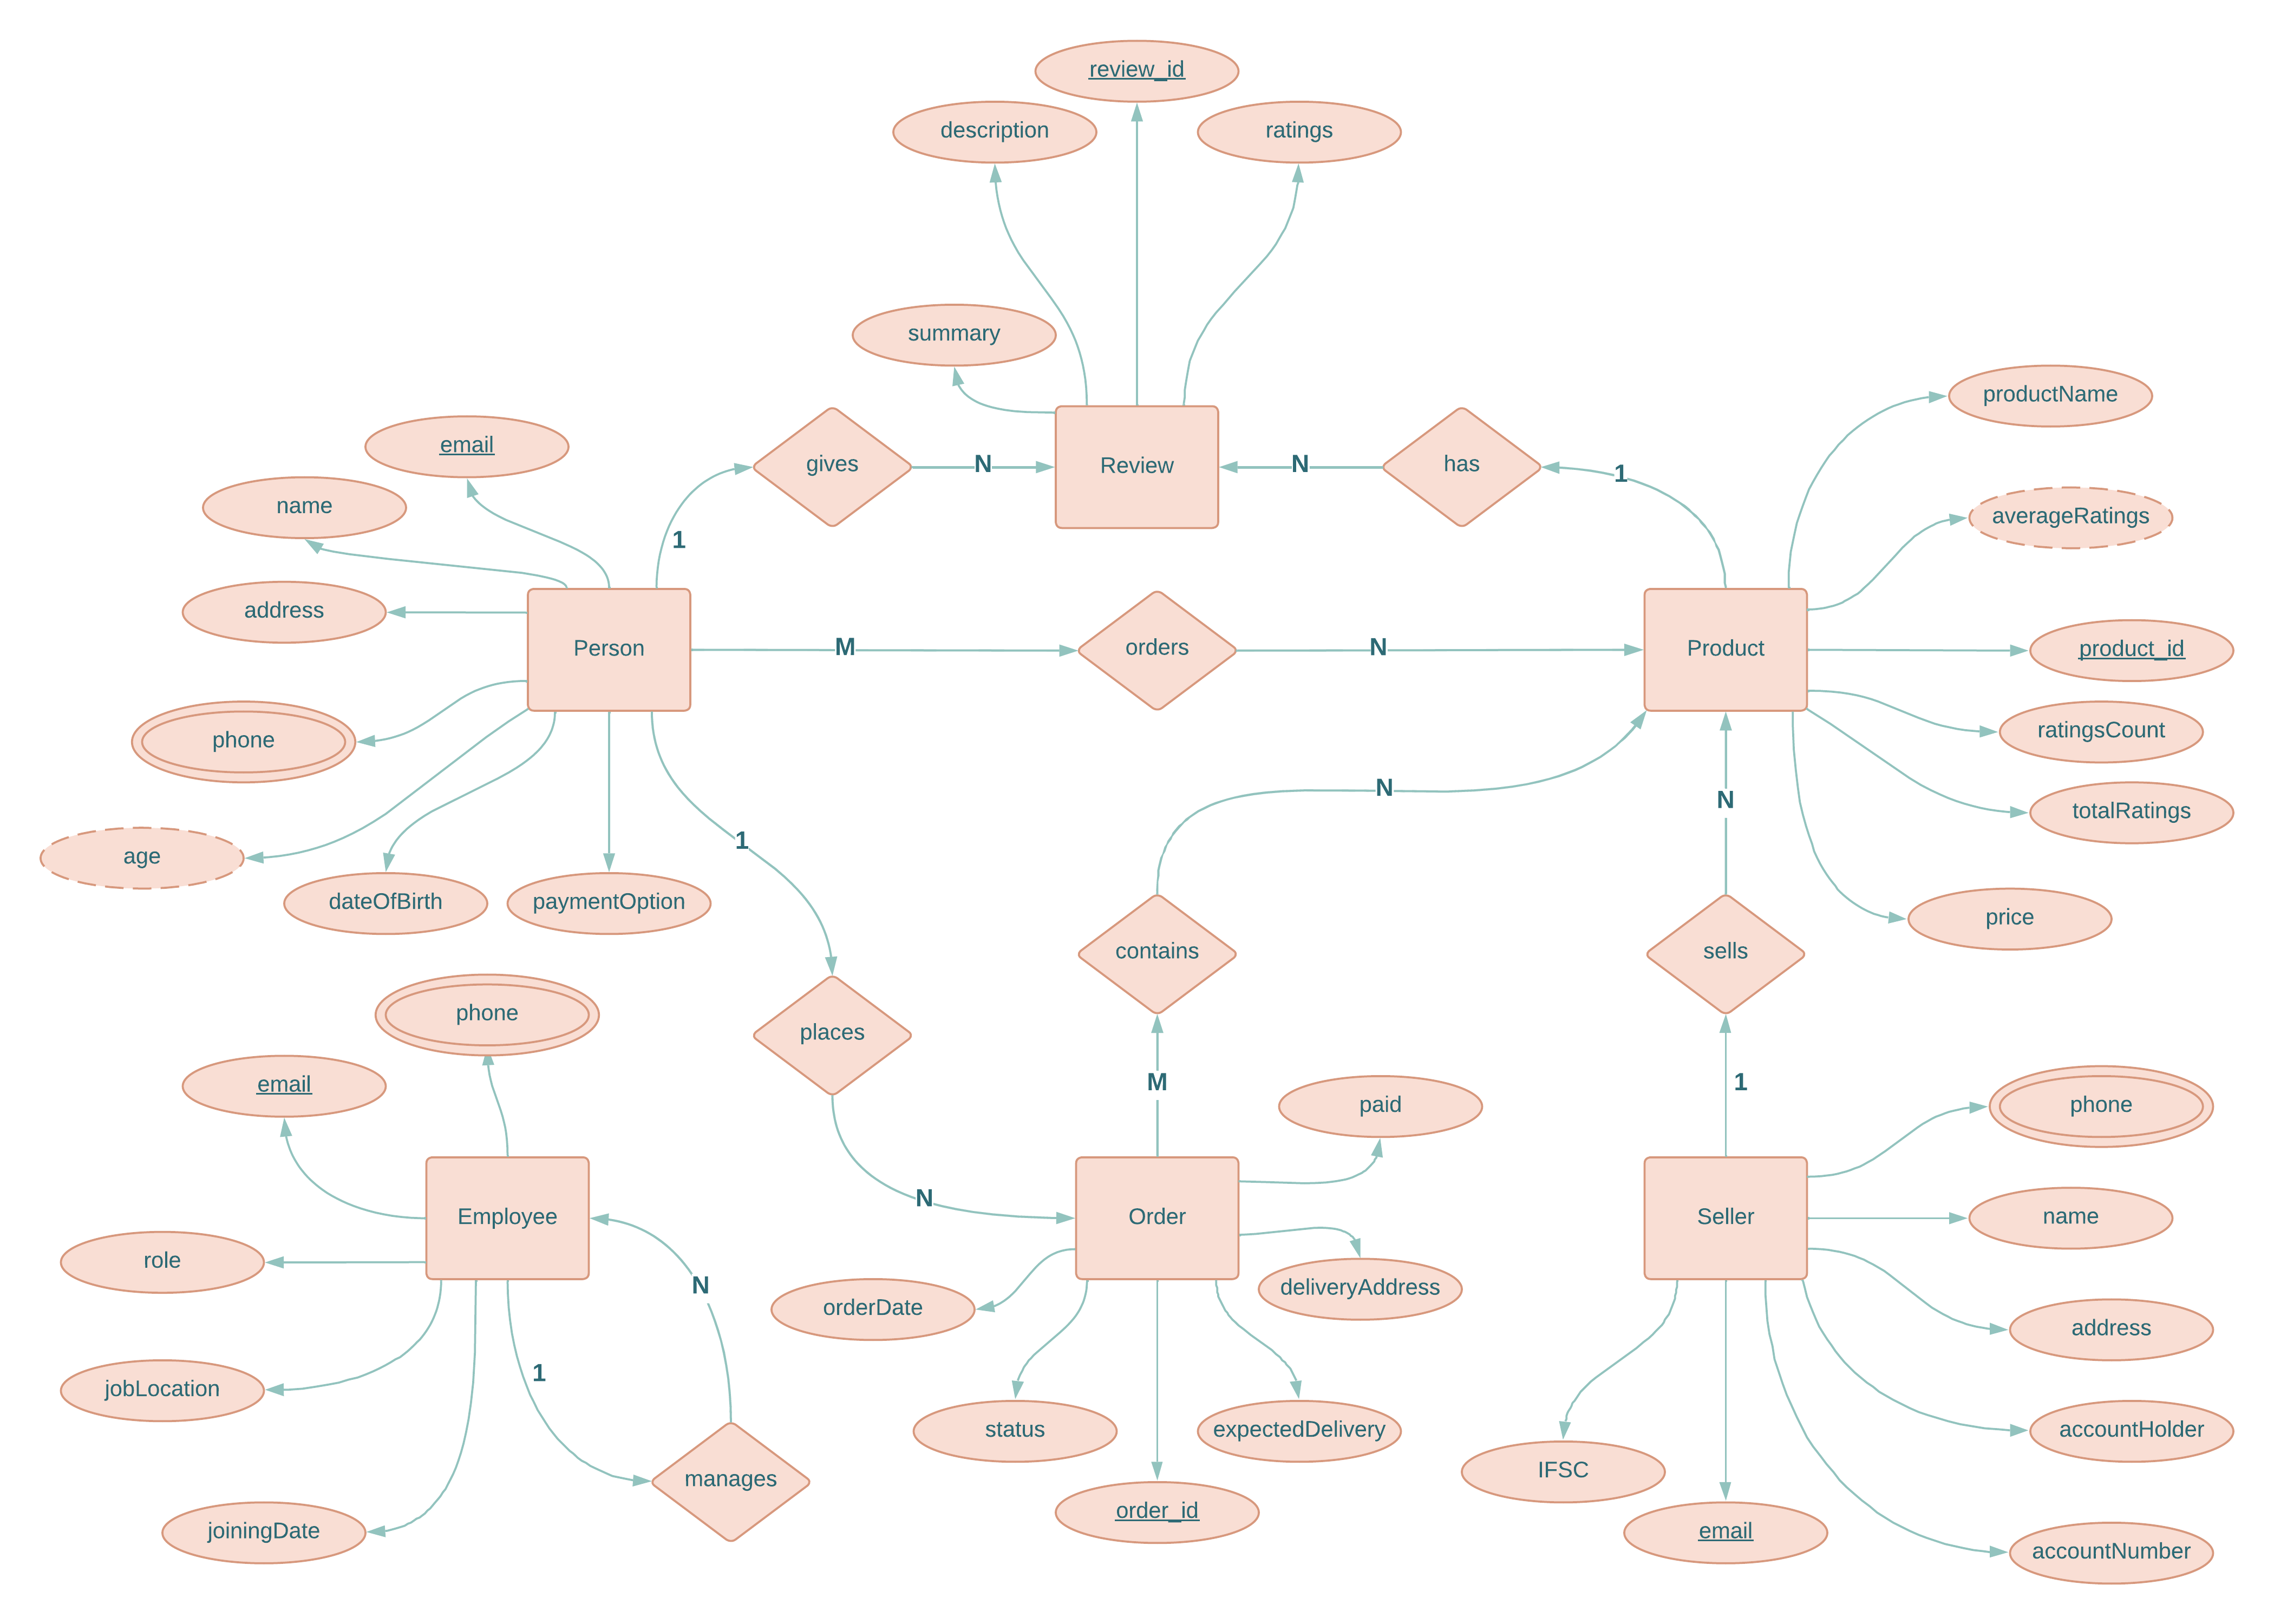 review_id
description
ratings
summary
productName
email
gives
N
Review
N
has
1
name
averageRatings
1
address
Person
M
orders
N
Product
product_id
phone
ratingsCount
N
N
totalRatings
1
age
dateOfBirth
paymentOption
price
contains
sells
phone
places
email
M
1
paid
phone
Employee
N
Order
Seller
name
role
N
deliveryAddress
orderDate
address
1
jobLocation
status
expectedDelivery
accountHolder
manages
IFSC
order_id
joiningDate
email
accountNumber